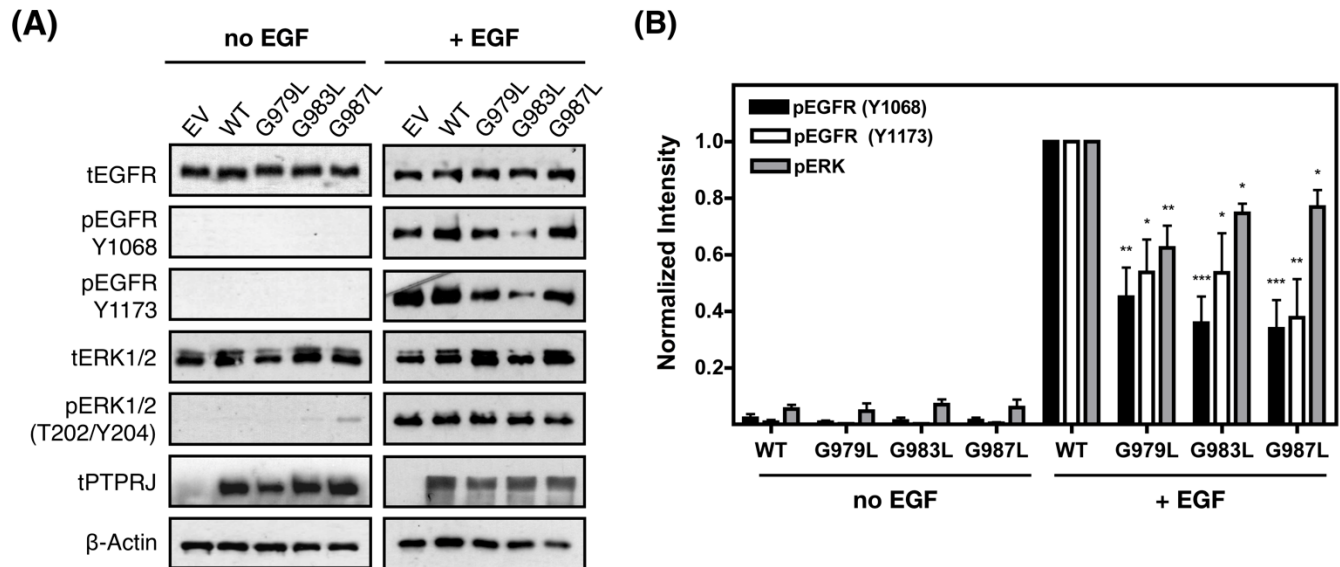 (A)
no EGF
+ EGF
EV WT G979L G983L G987L
EV WT G979L G983L G987L
tEGFR
pEGFR
Y1068
pEGFR
Y1173
tERK1/2
pERK1/2
(T202/Y204)
tPTPRJ
β-Actin
(B)
pEGFR (Y1068)
pEGFR (Y1173)
pERK
Normalized Intensity
1.0
0.8
0.6
0.4
0.2
** * **
*** * *
*** ** *
WT G979L G983L G987L
WT G979L G983L G987L
no EGF
+ EGF